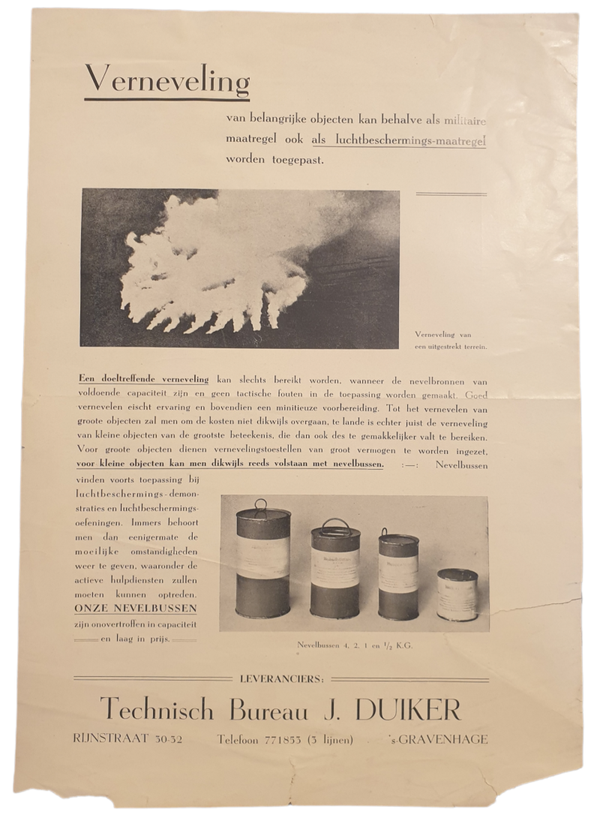 Verneveling
van belangrijke objecten kan behalve als militaire
maatregel ook als luchtbeschermings-maatregel
worden toegepast.
Verneveling van
een uitgestrekt terrein.
Een doeltreffende verneveling kan slechts bereikt worden, wanneer de nevelbronnen van
voldoende capaciteit zijn en geen tactische fouten in de toepassing worden gemaakt. Goed
vernevelen eischt ervaring en bovendien een minitieuze voorbereiding. Tot het vernevelen van
groote objecten zal men om de kosten niet dikwijls overgaan, te lande is echter juist de verneveling
van kleine objecten van de grootste beteekenis, die dan ook des te gemakkelijker valt te bereiken.
Voor groote objecten dienen vernevelingstoestellen van groot vermogen te worden ingezet,
voor kleine objecten kan men dikwijls reeds volstaan met nevelbussen. :—: Nevelbussen
vinden voorts toepassing bij
luchtbeschermings-demon-
straties en luchtbeschermings-
oefeningen. Immers behoort
men dan eenigermate de
moeilijke omstandigheden
weer te geven, waaronder de
actieve hulpdiensten zullen
moeten kunnen optreden.
ONZE NEVELBUSSEN
zijn onovertroffen in capaciteit
en laag in prijs.
Nevelbussen 4, 2, 1 en ½ K.G.
LEVERANCIERS:
Technisch Bureau J. DUIKER
RIJNSTRAAT 30-32 Telefoon 771853 (3 lijnen) 's-GRAVENHAGE